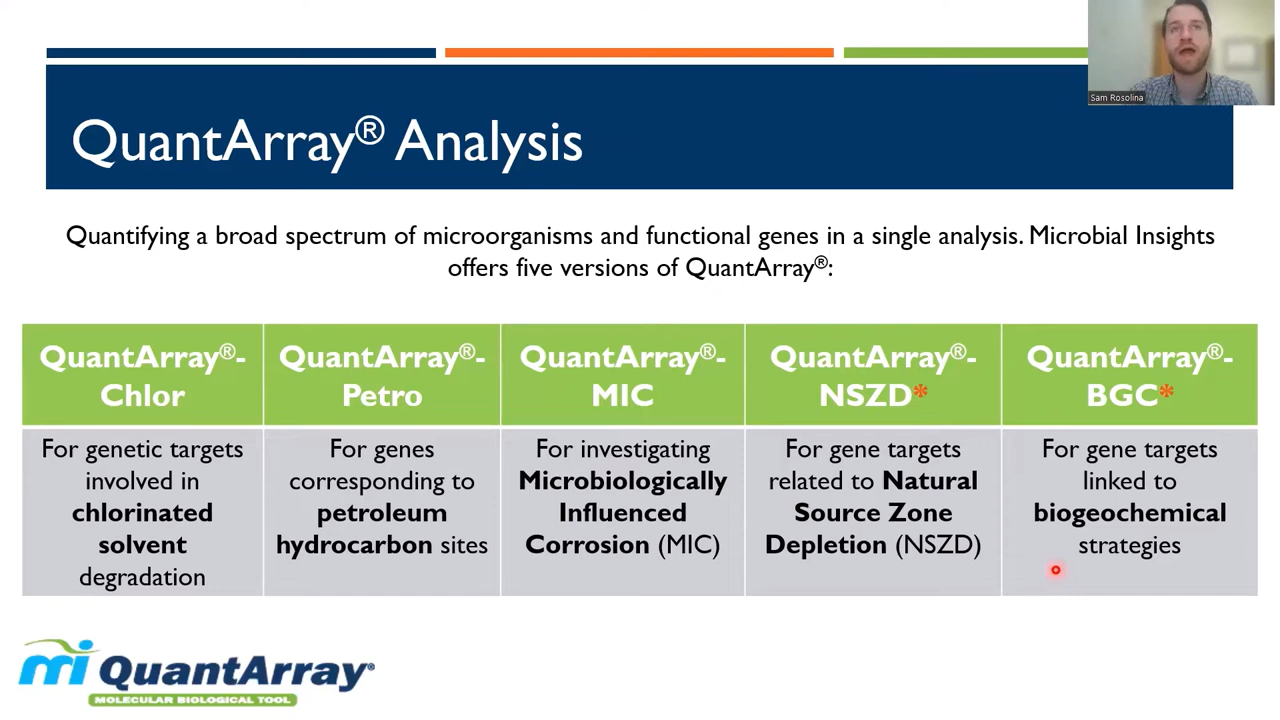 Sam Rosolina
QuantArray® Analysis
Quantifying a broad spectrum of microorganisms and functional genes in a single analysis. Microbial Insights
offers five versions of QuantArray®:
QuantArray®-
Chlor
QuantArray®-
Petro
QuantArray®-
MIC
QuantArray®-
NSZD*
QuantArray®-
BGC*
For genetic targets
involved in
chlorinated
solvent
degradation
For genes
corresponding to
petroleum
hydrocarbon sites
For investigating
Microbiologically
Influenced
Corrosion (MIC)
For gene targets
related to Natural
Source Zone
Depletion (NSZD)
For gene targets
linked to
biogeochemical
strategies
mi QuantArray®
MOLECULAR BIOLOGICAL TOOL